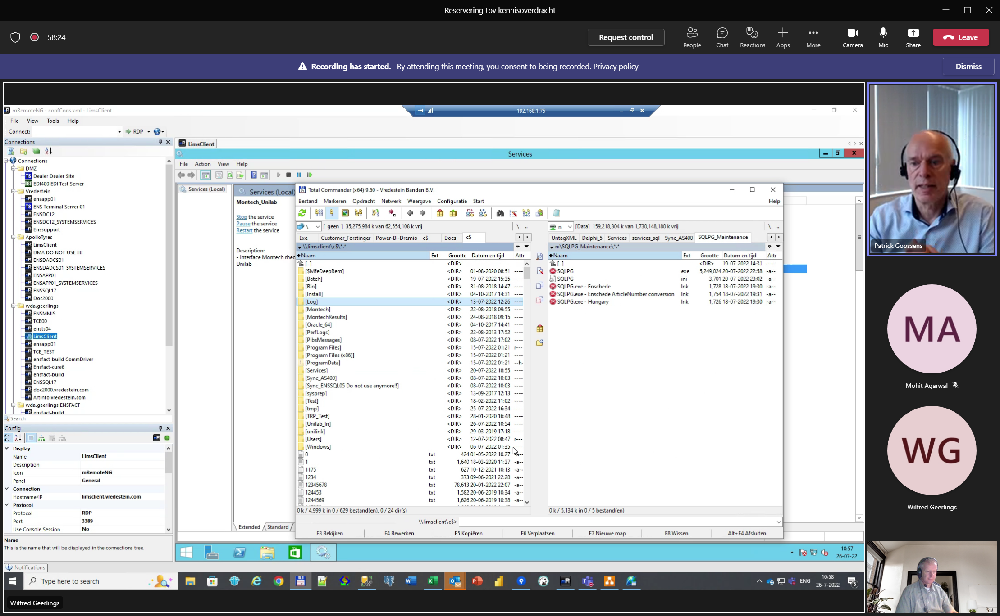 Reservering tbv kennisoverdracht
58:24
Request control
People
Chat
Reactions
Apps
More
Camera
Mic
Share
Leave
Recording has started. By attending this meeting, you consent to being recorded. Privacy policy
Dismiss
mRemoteNG - confCons.xml - LimsClient
192.168.1.75
File View Tools Help
Connect: RDP
Connections
Connections
DMZ
Dealer Dealer Site
EDI400 EDI Test Server
Vredestein
ensapp01
ENS Terminal Server 01
ENSDC12
ENSDC12_SYSTEMSERVICES
Enssupport
ApolloTyres
LimsClient
DMA DO NOT USE !!!!
ENSDADCS01
ENSDADCS01_SYSTEMSERVICES
ENSAPP01
ENSAPP01_SYSTEMSERVICES
ENSSQL17
Doc2000
wda.geerlings
ENSMMIS
TCE00
ensts04
LimsClient
ensapp01
TCE_TEST
ensfact-build CommDriver
Ensfact-cure6
ensfact-build
ENSSQL17
doc2000.vredestein.com
ArtInfo.vredestein.com
wda.geerlings ENSFACT
ensfact-build
Search
Config
Display
Name LimsClient
Description
Icon mRemoteNG
Panel General
Connection
Hostname/IP limsclient.vredestein.com
Protocol
Protocol RDP
Port 3389
Use Console Session No
Name
This is the name that will be displayed in the connections tree.
Notifications
LimsClient
Services
File Action View Help
Services (Local)
Services (Local)
Montech_Unilab
Stop the service
Pause the service
Restart the service
Description:
- Interface Montech rheo
Unilab
Extended Standard
Total Commander (x64) 9.50 - Vredestein Banden B.V.
Bestand Markeren Opdracht Netwerk Weergave Configuratie Start Help
\ [_geen_] 35,275,984 k van 62,554,108 k vrij \ ..
Exe Customer_Forstinger Power-BI-Dremio c$ Docs c$
\\limsclient\c$\*.* *
Naam Ext Grootte Datum en tijd Attr
[..] <DIR>
[$MfeDeepRem] <DIR> 01-08-2020 08:51 ----
[Batch] <DIR> 19-07-2022 15:35 ----
[Bin] <DIR> 31-08-2018 14:47 ----
[Install] <DIR> 04-10-2017 14:31 ----
[Log] <DIR> 13-07-2022 12:26 ----
[Montech] <DIR> 22-08-2018 09:55 ----
[MontechResults] <DIR> 24-08-2018 09:15 ----
[Oracle_64] <DIR> 04-10-2017 14:41 ----
[PerfLogs] <DIR> 22-08-2013 17:52 ----
[PibsMessages] <DIR> 08-07-2022 17:02 ----
[Program Files] <DIR> 15-07-2022 01:21 r---
[Program Files (x86)] <DIR> 15-07-2022 01:21 ----
[ProgramData] <DIR> 15-07-2022 01:21 --h-
[Services] <DIR> 20-07-2022 18:55 ----
[Sync_AS400] <DIR> 08-07-2022 10:03 ----
[Sync_ENSSQL05 Do not use anymore!!] <DIR> 08-07-2022 10:03 ----
[sysprep] <DIR> 13-09-2017 12:13 ----
[Test] <DIR> 18-02-2022 11:02 ----
[tmp] <DIR> 25-07-2022 16:34 ----
[TRP_Test] <DIR> 28-01-2020 16:48 ----
[Unilab_In] <DIR> 26-07-2022 10:54 ----
[unilink] <DIR> 29-03-2019 17:18 ----
[Users] <DIR> 12-07-2022 08:47 r---
[Windows] <DIR> 06-07-2022 01:35 ----
0 txt 424 01-05-2022 10:27 -a--
1 txt 1,640 18-03-2020 11:37 -a--
1175 txt 627 10-12-2021 10:13 -a--
1234 txt 373 09-06-2021 22:28 -a--
12345678 txt 78,613 20-01-2022 22:07 -a--
124453 txt 1,582 20-06-2019 10:34 -a--
1244569 txt 1,626 20-06-2019 10:38 -a--
0 k / 4,999 k in 0 / 629 bestand(en), 0 / 24 dir(s)
n [Data] 159,218,304 k van 1,730,148,180 k vrij \ ..
UntagXML Delphi_5 Services services_sql Sync_AS400 SQLPG_Maintenance
n:\SQLPG_Maintenance\*.* *
Naam Ext Grootte Datum en tijd Attr
[..] <DIR> 19-07-2022 14:31 ----
SQLPG exe 5,249,024 20-07-2022 22:58 -a--
SQLPG ini 3,701 20-07-2022 23:02 -a--
SQLPG.exe - Enschede lnk 1,728 18-07-2022 19:30 -a--
SQLPG.exe - Enschede ArticleNumber conversion lnk 1,754 18-07-2022 19:31 -a--
SQLPG.exe - Hungary lnk 1,726 18-07-2022 19:30 -a--
0 k / 5,134 k in 0 / 5 bestand(en)
\\limsclient\c$>
F3 Bekijken F4 Bewerken F5 Kopiëren F6 Verplaatsen F7 Nieuwe map F8 Wissen Alt+F4 Afsluiten
10:57
26-07-22
Type here to search
ENG
10:58
26-7-2022
5
Wilfred Geerlings
Patrick Goossens
MA
Mohit Agarwal
WG
Wilfred Geerlings